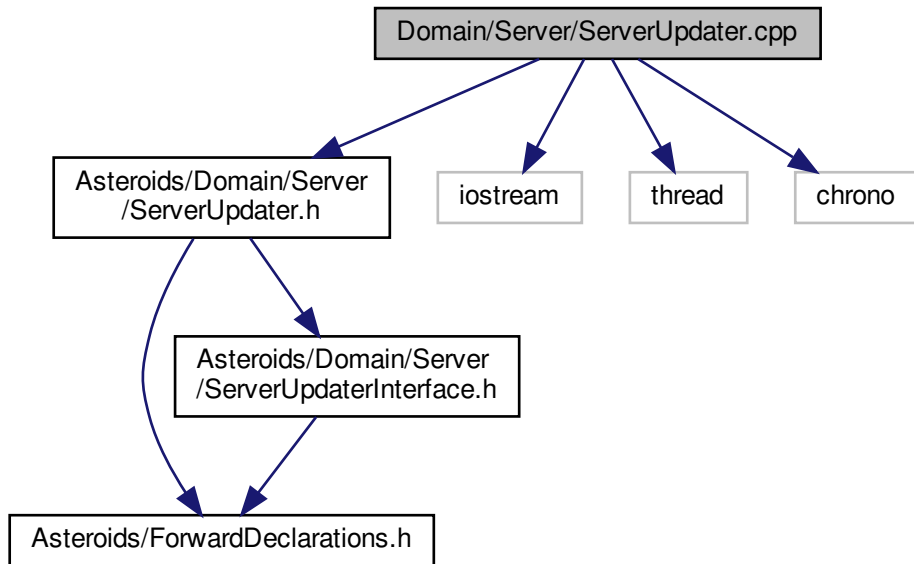 Domain/Server/ServerUpdater.cpp
Asteroids/Domain/Server
/ServerUpdater.h
iostream
thread
chrono
Asteroids/Domain/Server
/ServerUpdaterInterface.h
Asteroids/ForwardDeclarations.h